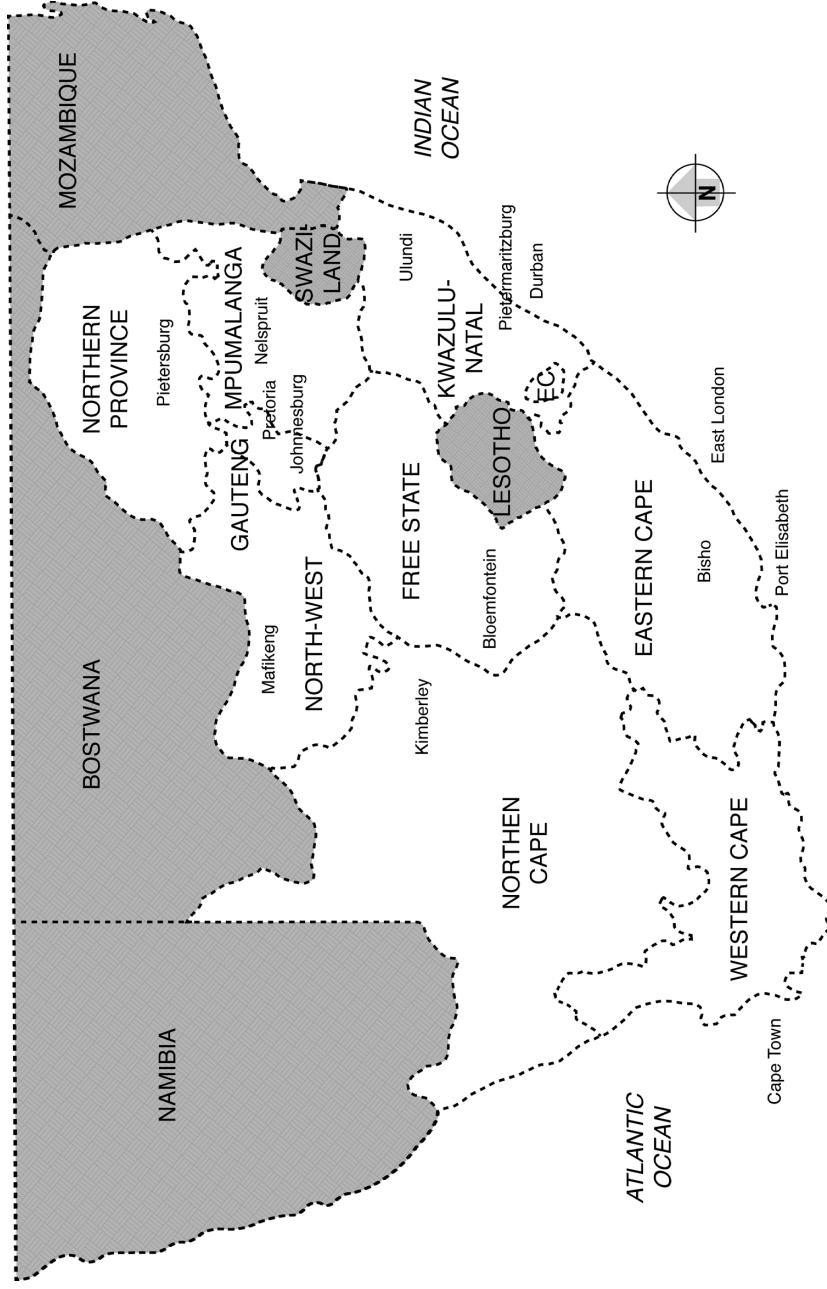 MOZAMBIQUE
BOSTWANA
NAMIBIA
NORTHERN
PROVINCE
Pietersburg
MPUMALANGA
Nelspruit
GAUTENG
Pretoria
Johnnesburg
SWAZI-
LAND
Mafikeng
NORTH-WEST
INDIAN
OCEAN
Ulundi
KWAZULU-
NATAL
Pietermaritzburg
Durban
FREE STATE
Bloemfontein
LESOTHO
EC
Kimberley
NORTHEN
CAPE
EASTERN CAPE
Bisho
East London
Port Elisabeth
WESTERN CAPE
Cape Town
ATLANTIC
OCEAN
N